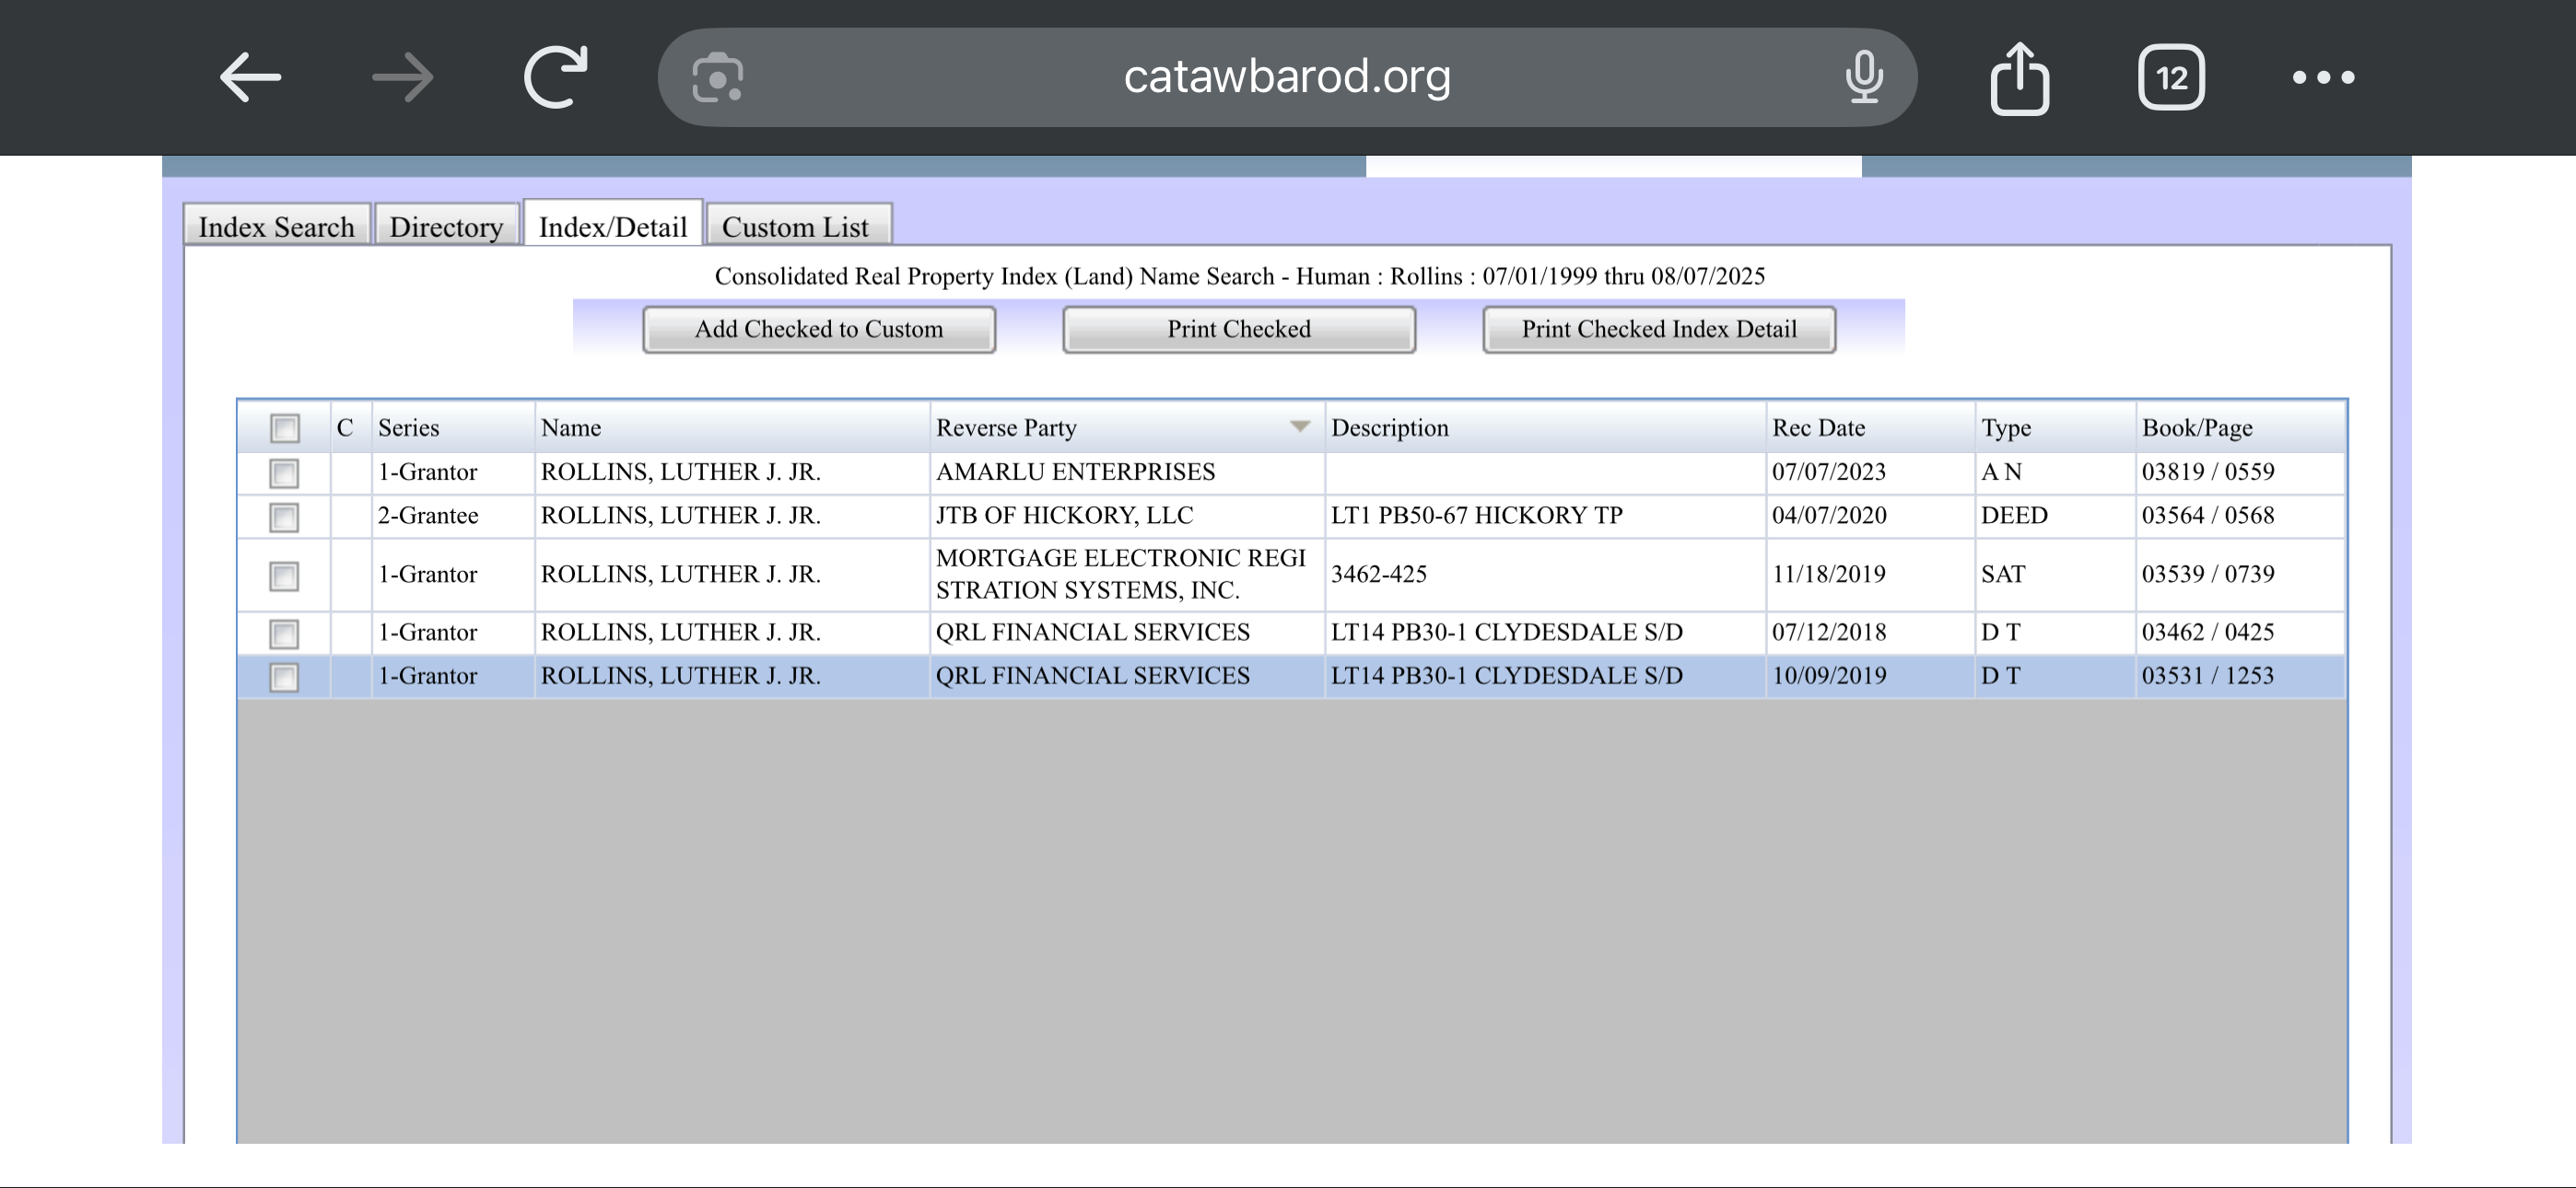 catawbarod.org 12
Index Search Directory Index/Detail Custom List
Consolidated Real Property Index (Land) Name Search - Human : Rollins : 07/01/1999 thru 08/07/2025
Add Checked to Custom Print Checked Print Checked Index Detail
C Series Name Reverse Party Description Rec Date Type Book/Page
1-Grantor ROLLINS, LUTHER J. JR. AMARLU ENTERPRISES 07/07/2023 A N 03819 / 0559
2-Grantee ROLLINS, LUTHER J. JR. JTB OF HICKORY, LLC LT1 PB50-67 HICKORY TP 04/07/2020 DEED 03564 / 0568
1-Grantor ROLLINS, LUTHER J. JR. MORTGAGE ELECTRONIC REGI
STRATION SYSTEMS, INC. 3462-425 11/18/2019 SAT 03539 / 0739
1-Grantor ROLLINS, LUTHER J. JR. QRL FINANCIAL SERVICES LT14 PB30-1 CLYDESDALE S/D 07/12/2018 D T 03462 / 0425
1-Grantor ROLLINS, LUTHER J. JR. QRL FINANCIAL SERVICES LT14 PB30-1 CLYDESDALE S/D 10/09/2019 D T 03531 / 1253